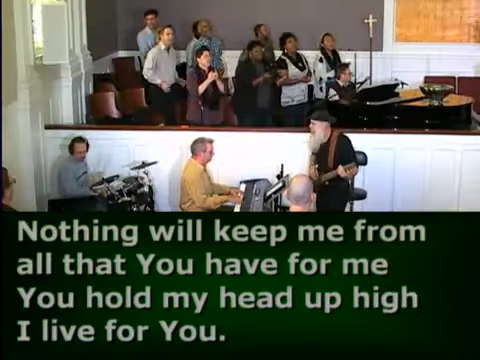 Nothing will keep me from
all that You have for me
You hold my head up high
I live for You.